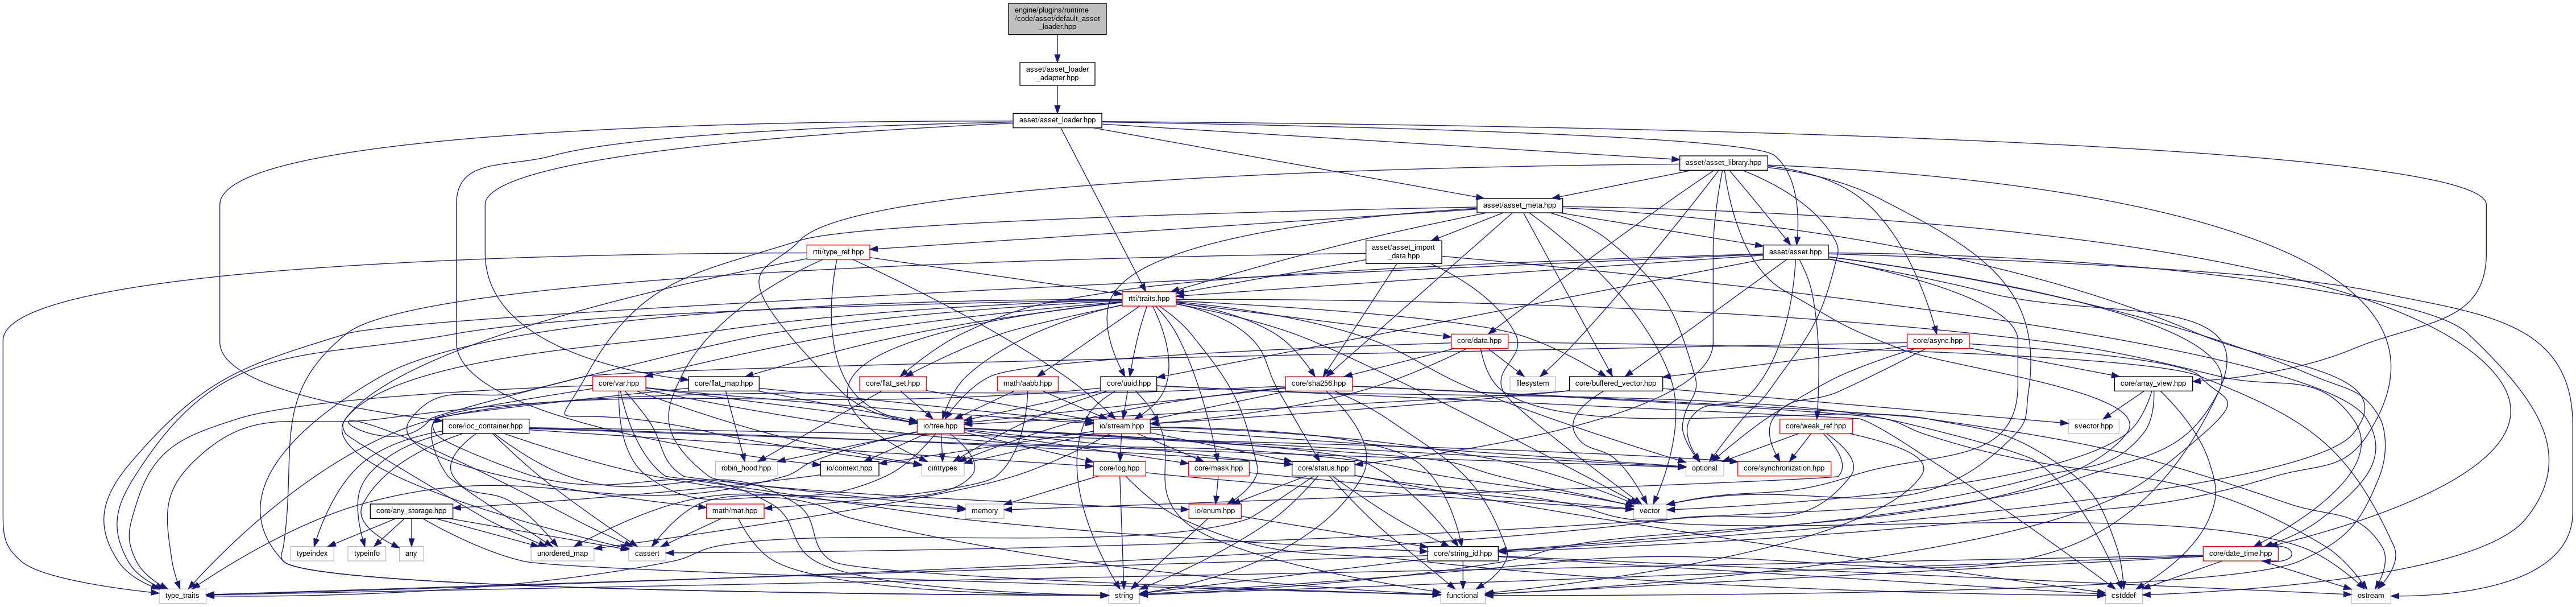 engine/plugins/runtime
/code/asset/default_asset
_loader.hpp
asset/asset_loader
_adapter.hpp
asset/asset_loader.hpp
asset/asset_library.hpp
asset/asset_meta.hpp
rtti/type_ref.hpp
asset/asset_import
_data.hpp
asset/asset.hpp
rtti/traits.hpp
core/data.hpp
core/async.hpp
core/var.hpp
core/flat_map.hpp
core/flat_set.hpp
math/aabb.hpp
core/uuid.hpp
core/sha256.hpp
filesystem
core/buffered_vector.hpp
core/array_view.hpp
core/ioc_container.hpp
io/tree.hpp
io/stream.hpp
core/weak_ref.hpp
svector.hpp
robin_hood.hpp
io/context.hpp
cinttypes
core/log.hpp
core/mask.hpp
core/status.hpp
optional
core/synchronization.hpp
core/any_storage.hpp
math/mat.hpp
memory
io/enum.hpp
vector
typeindex
typeinfo
any
unordered_map
cassert
core/string_id.hpp
core/date_time.hpp
type_traits
string
functional
cstddef
ostream